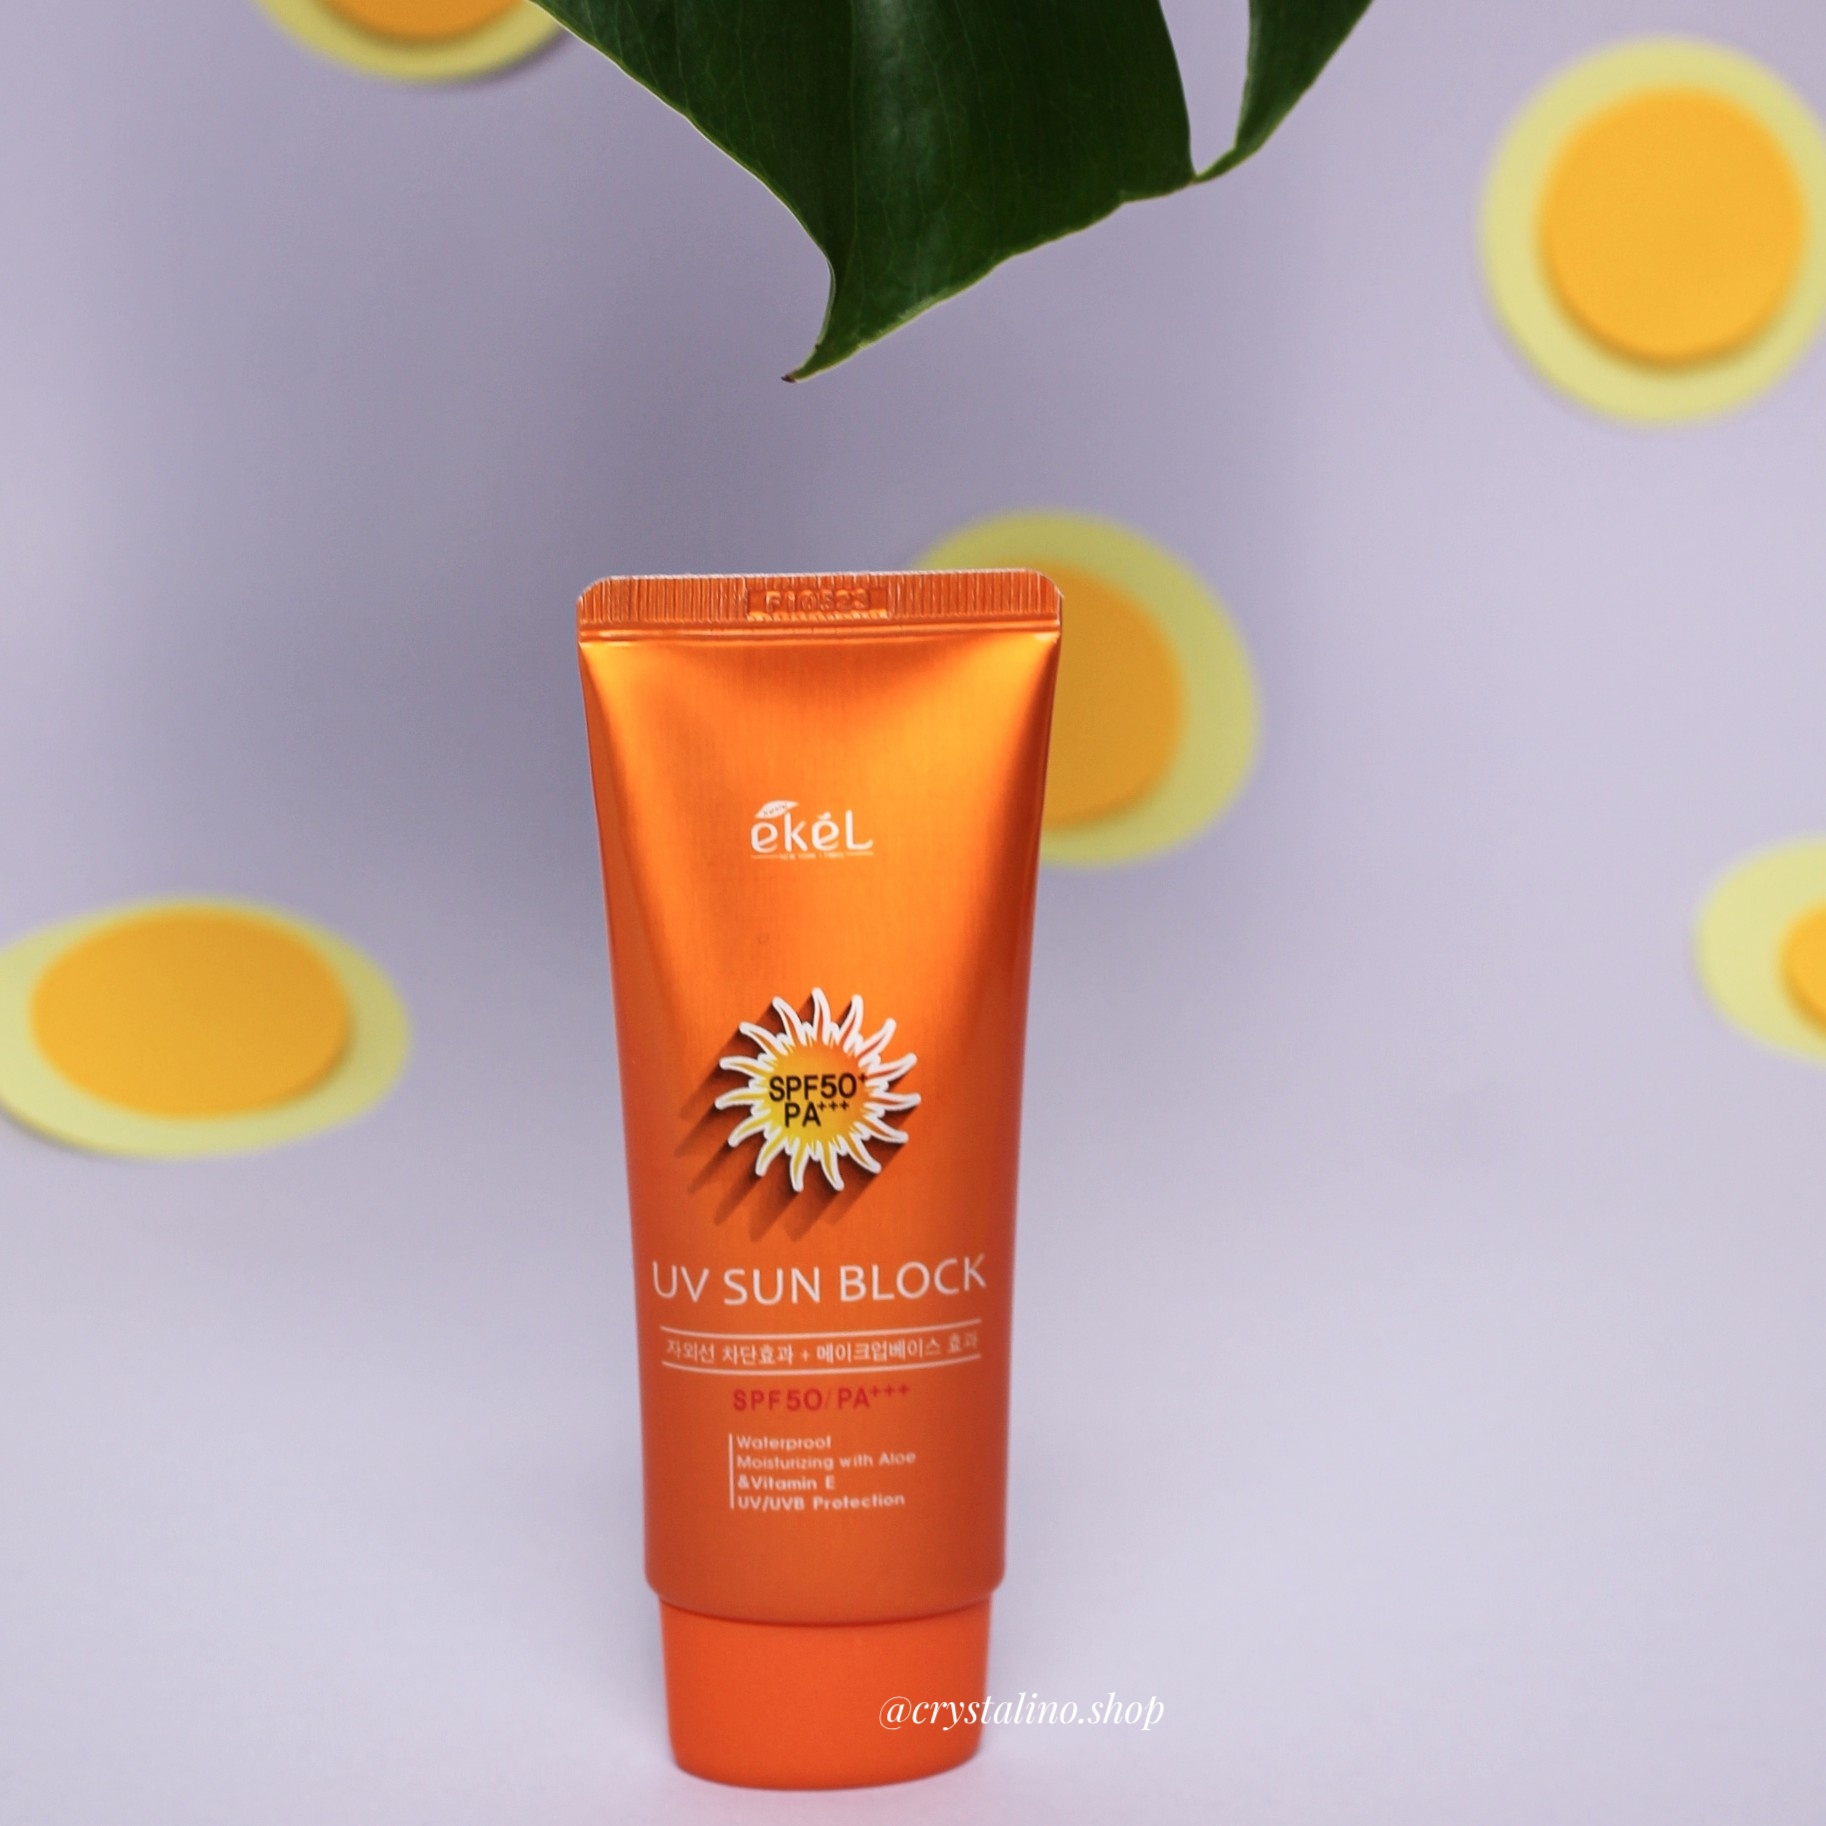 ekel
SPF50+
PA+++
UV SUN BLOCK
자외선 차단효과 + 메이크업베이스 효과
SPF50/PA+++
Waterproof
Moisturizing with Aloe
&Vitamin E
UV/UVB Protection
@crystalino.shop